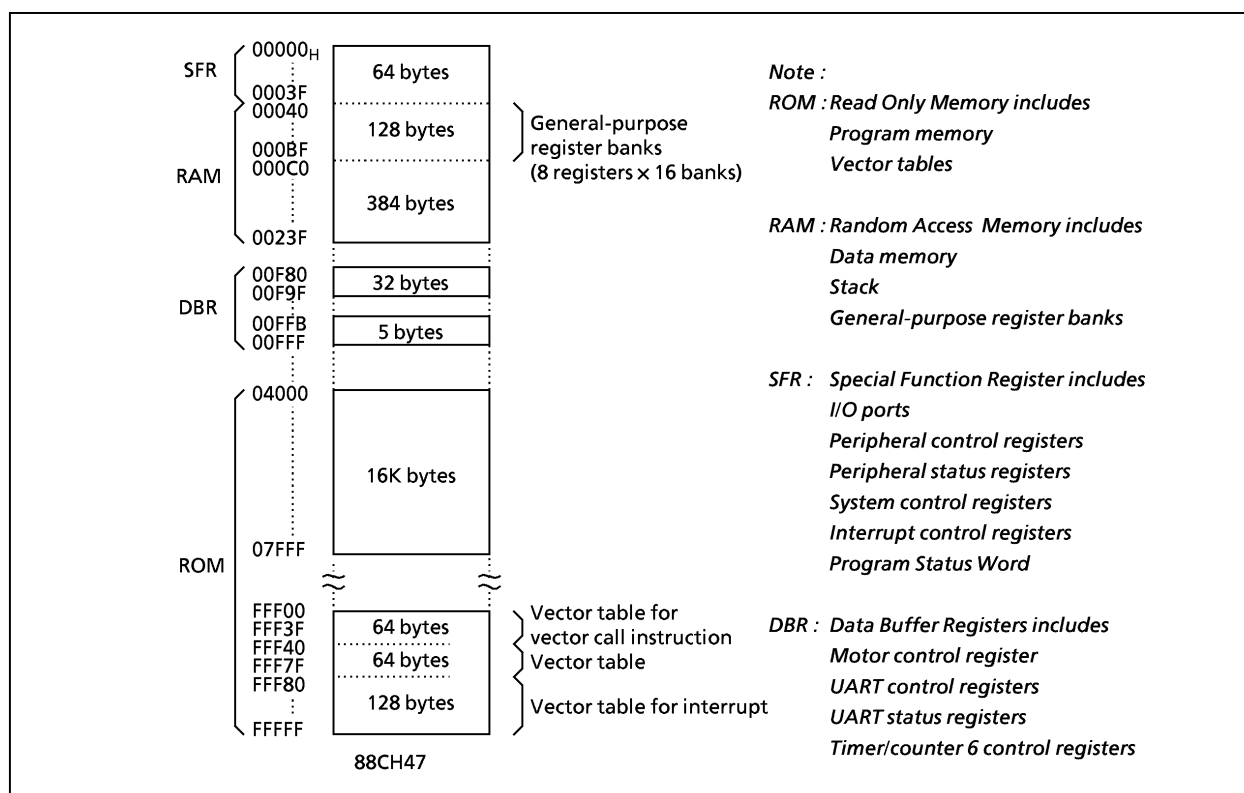 SFR
00000H
0003F
64 bytes
RAM
00040
000BF
128 bytes
General-purpose
register banks
(8 registers × 16 banks)
000C0
0023F
384 bytes
DBR
00F80
00F9F
32 bytes
00FFB
00FFF
5 bytes
ROM
04000
07FFF
16K bytes
FFF00
FFF3F
64 bytes
Vector table for
vector call instruction
FFF40
FFF7F
64 bytes
Vector table
FFF80
FFFFF
128 bytes
Vector table for interrupt
88CH47
Note :
ROM : Read Only Memory includes
Program memory
Vector tables
RAM : Random Access Memory includes
Data memory
Stack
General-purpose register banks
SFR : Special Function Register includes
I/O ports
Peripheral control registers
Peripheral status registers
System control registers
Interrupt control registers
Program Status Word
DBR : Data Buffer Registers includes
Motor control register
UART control registers
UART status registers
Timer/counter 6 control registers